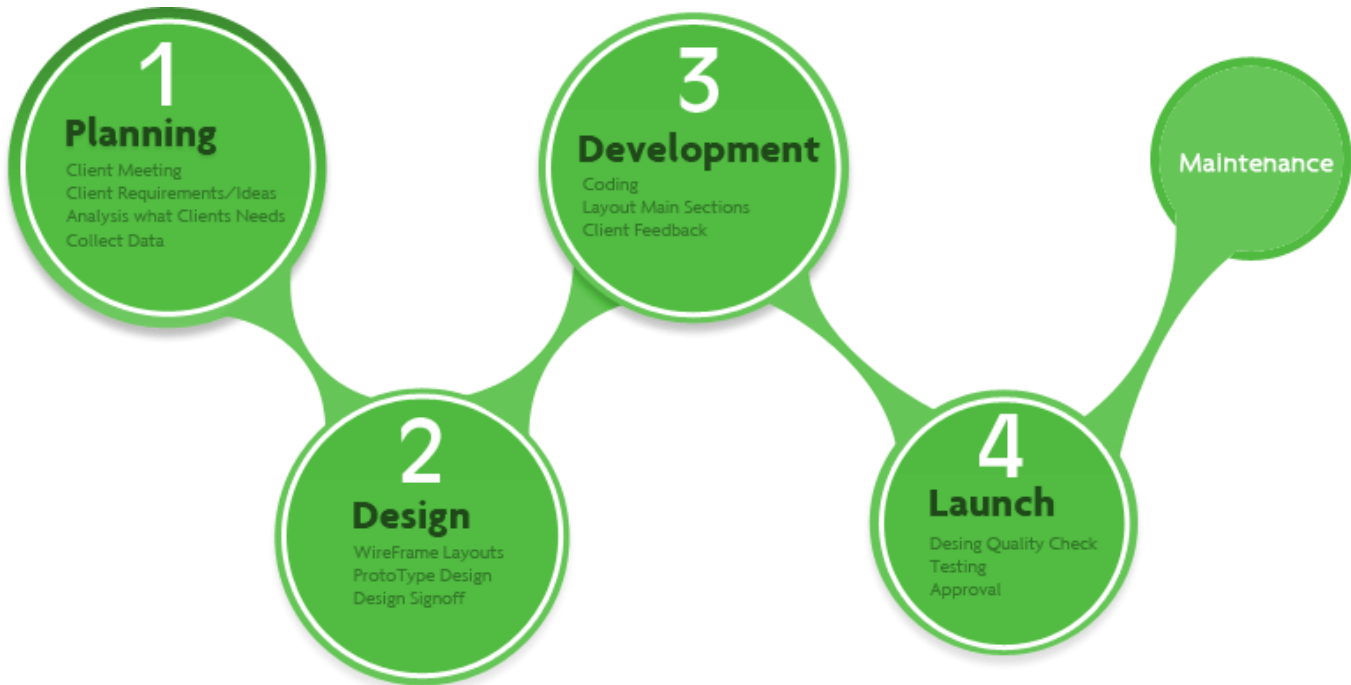 1
Planning
Client Meeting
Client Requirements/Ideas
Analysis what Clients Needs
Collect Data
2
Design
WireFrame Layouts
ProtoType Design
Design Signoff
3
Development
Coding
Layout Main Sections
Client Feedback
4
Launch
Desing Quality Check
Testing
Approval
Maintenance